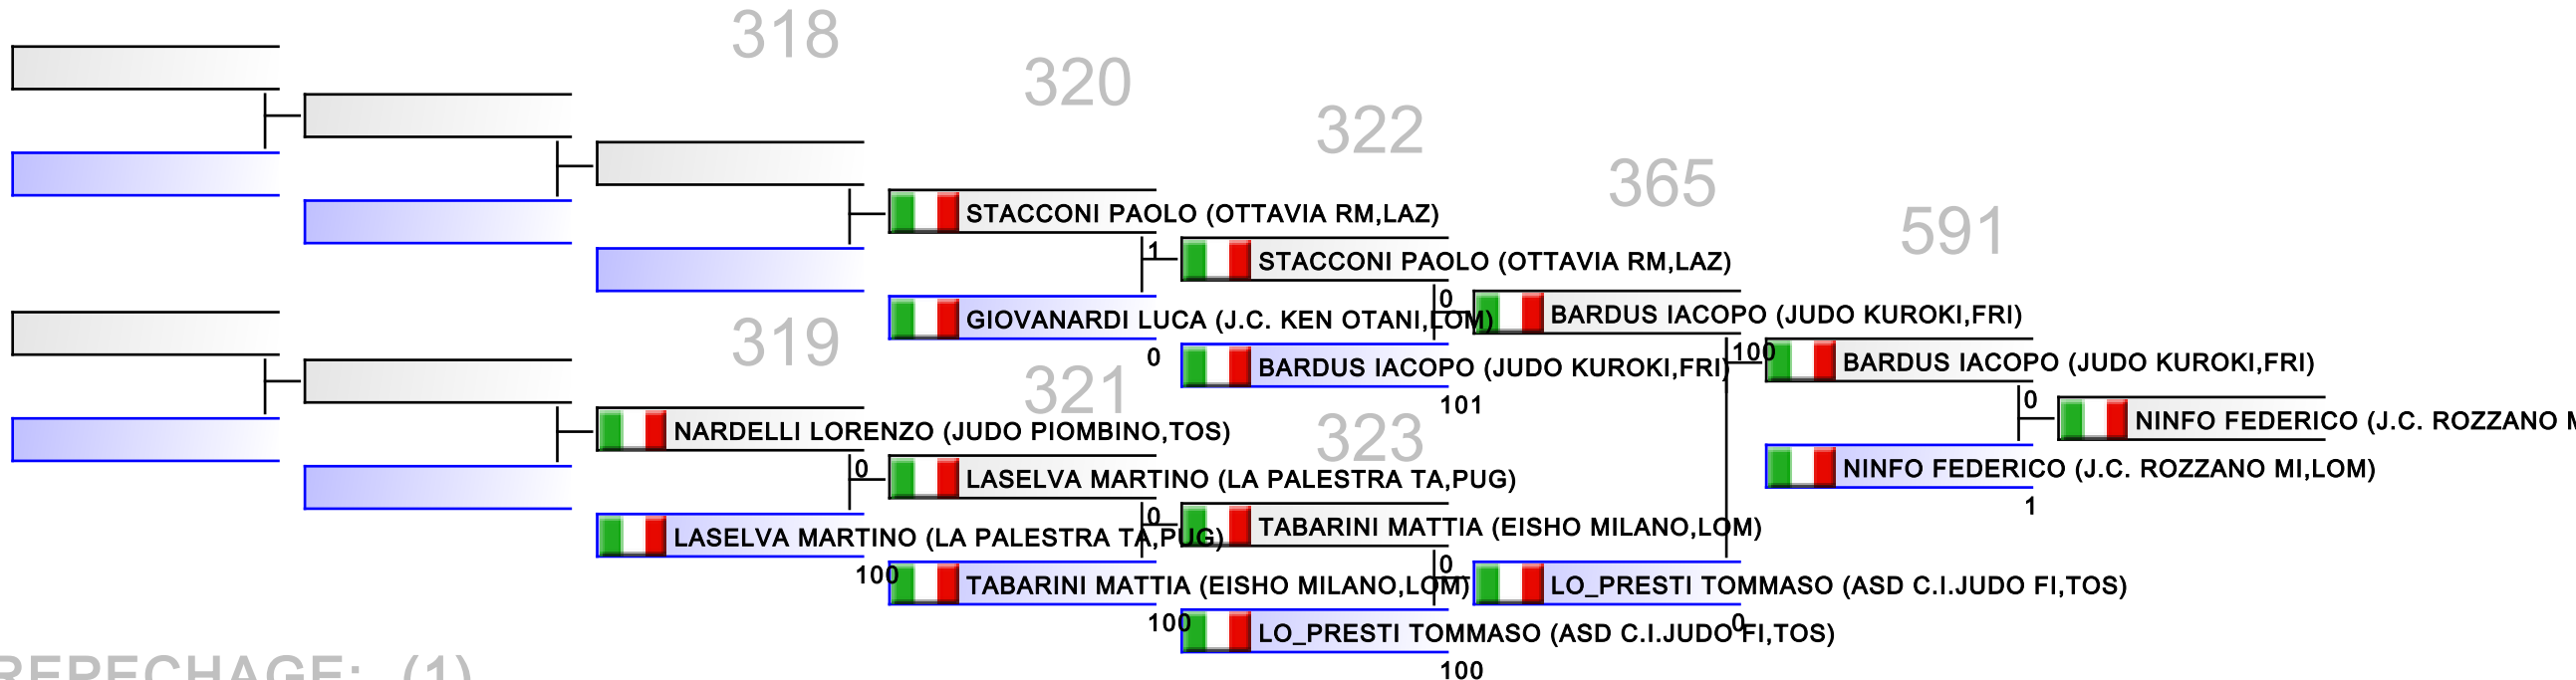 318
320
322
365
591
STACCONI PAOLO (OTTAVIA RM,LAZ)
1
STACCONI PAOLO (OTTAVIA RM,LAZ)
0
GIOVANARDI LUCA (J.C. KEN OTANI,LOM)
0
BARDUS IACOPO (JUDO KUROKI,FRI)
100
BARDUS IACOPO (JUDO KUROKI,FRI)
101
BARDUS IACOPO (JUDO KUROKI,FRI)
0
NINFO FEDERICO (J.C. ROZZANO M
NINFO FEDERICO (J.C. ROZZANO MI,LOM)
1
319
321
323
NARDELLI LORENZO (JUDO PIOMBINO,TOS)
0
LASELVA MARTINO (LA PALESTRA TA,PUG)
0
LASELVA MARTINO (LA PALESTRA TA,PUG)
100
TABARINI MATTIA (EISHO MILANO,LOM)
0
TABARINI MATTIA (EISHO MILANO,LOM)
100
LO_PRESTI TOMMASO (ASD C.I.JUDO FI,TOS)
0
LO_PRESTI TOMMASO (ASD C.I.JUDO FI,TOS)
100
REPECHAGE: (1)